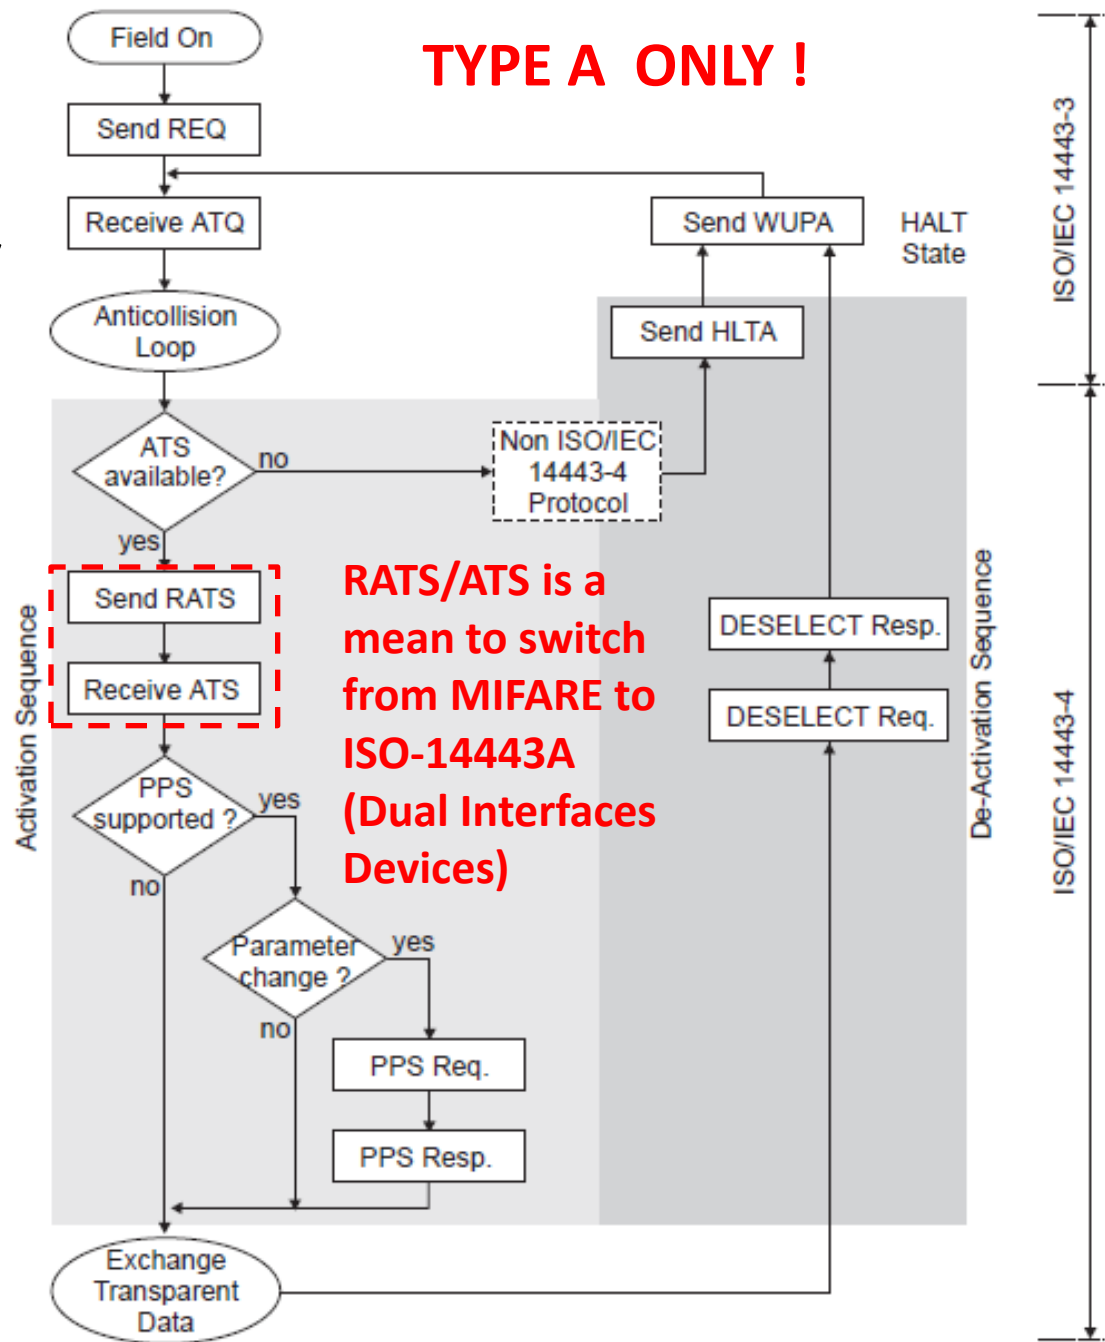 Field On
TYPE A ONLY !
Send REQ
Receive ATQ
Send WUPA
HALT
State
Anticollision
Loop
Send HLTA
ISO/IEC 14443-3
ATS
available?
no
Non ISO/IEC
14443-4
Protocol
yes
Send RATS
Receive ATS
RATS/ATS is a
mean to switch
from MIFARE to
ISO-14443A
(Dual Interfaces
Devices)
DESELECT Resp.
DESELECT Req.
Activation Sequence
De-Activation Sequence
ISO/IEC 14443-4
PPS
supported ?
yes
no
Parameter
change ?
yes
no
PPS Req.
PPS Resp.
Exchange
Transparent
Data